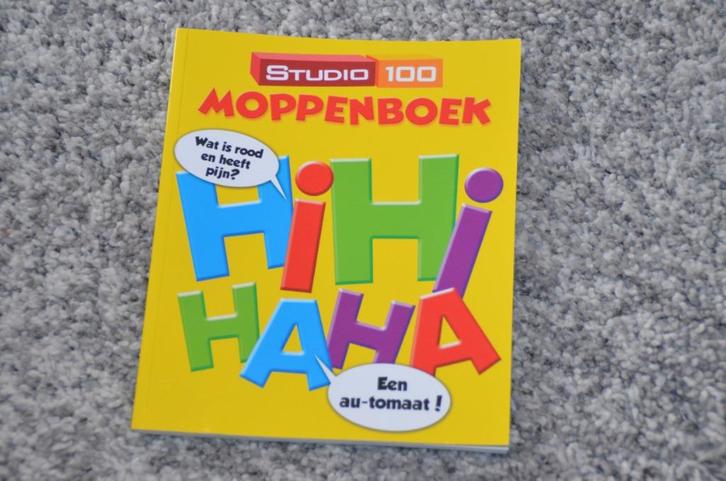 STUDIO 100
MOPPENBOEK
Wat is rood
en heeft
pijn?
HiHi
HAHA
Een
au-tomaat!